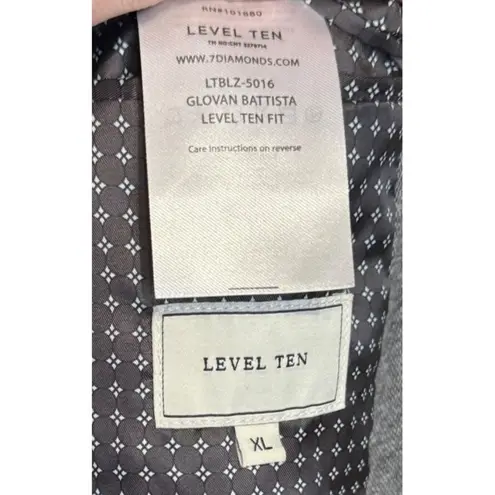 RN#101880
LEVEL TEN
WWW.7DIAMONDS.COM
LTBLZ-5016
GLOVAN BATTISTA
LEVEL TEN FIT
Care Instructions on reverse
LEVEL TEN
XL